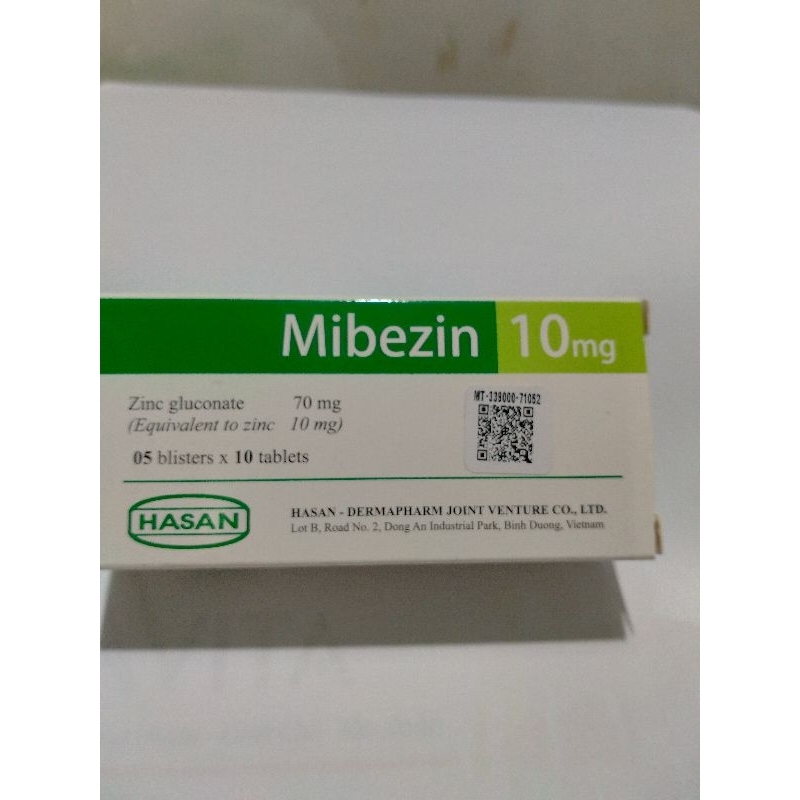 Mibezin 10mg
MT-339000-71052
Zinc gluconate 70 mg
(Equivalent to zinc 10 mg)
05 blisters x 10 tablets
HASAN
HASAN - DERMAPHARM JOINT VENTURE CO., LTD.
Lot B, Road No. 2, Dong An Industrial Park, Binh Duong, Vietnam